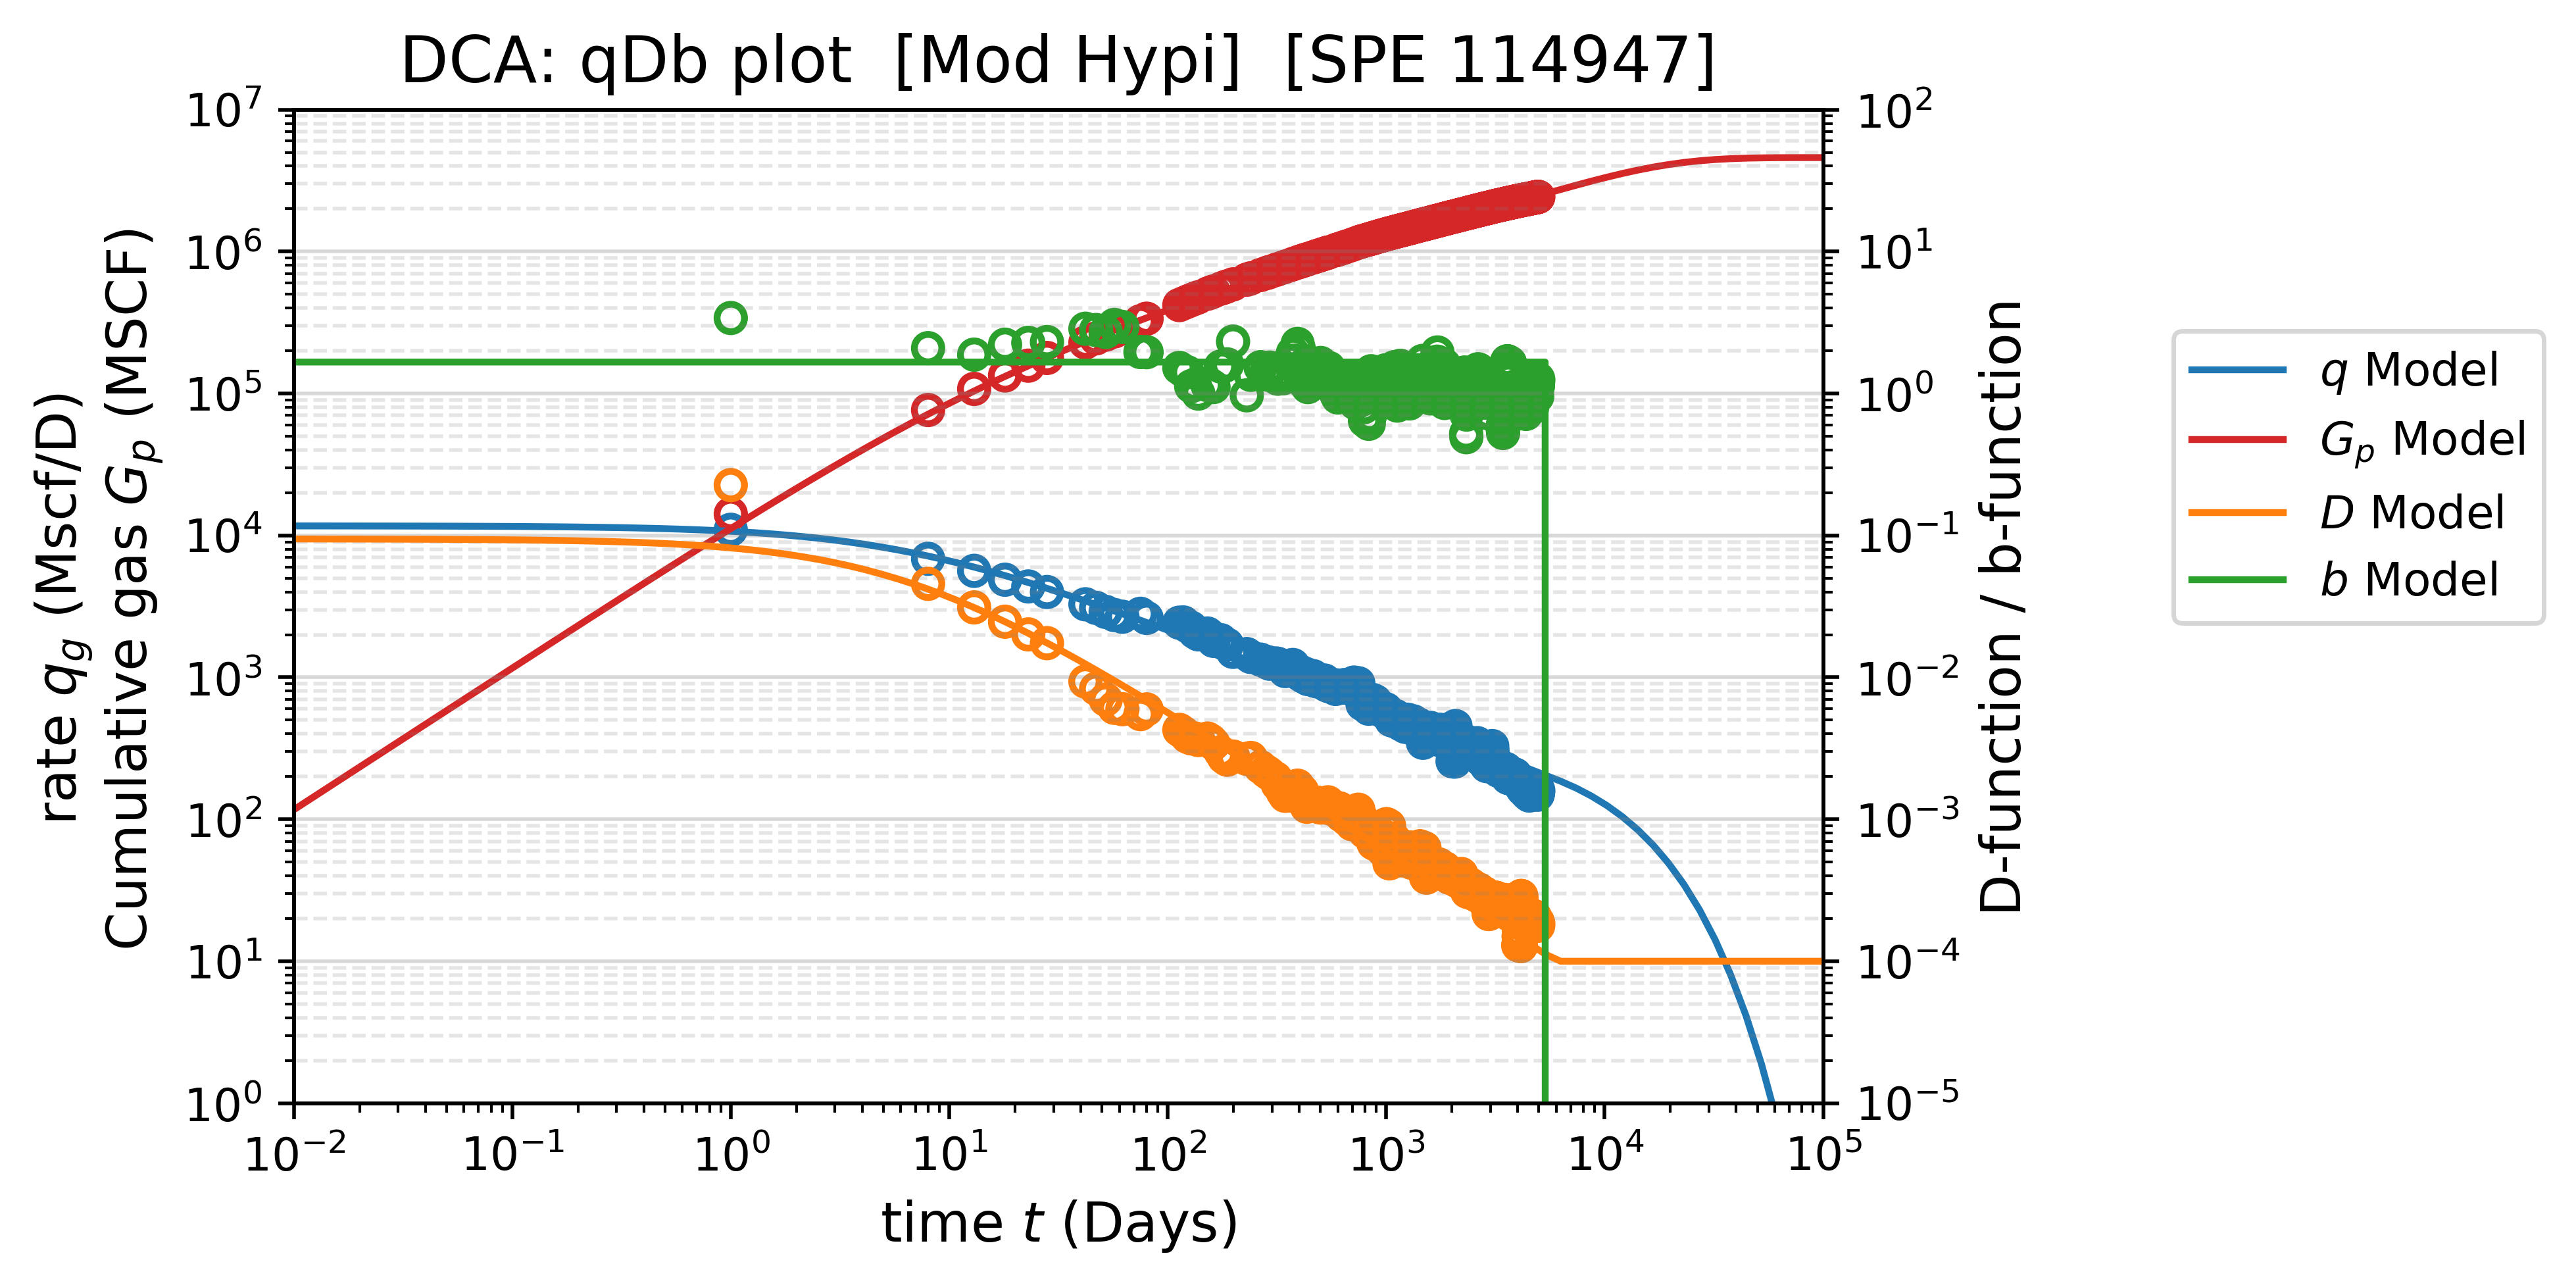 DCA: qDb plot [Mod Hypi] [SPE 114947]
rate q_g (Mscf/D)
Cumulative gas G_p (MSCF)
10^7
10^6
10^5
10^4
10^3
10^2
10^1
10^0
10^2
10^1
10^0
10^−1
10^−2
10^−3
10^−4
10^−5
D-function / b-function
10^−2
10^−1
10^0
10^1
10^2
10^3
10^4
10^5
time t (Days)
q Model
G_p Model
D Model
b Model